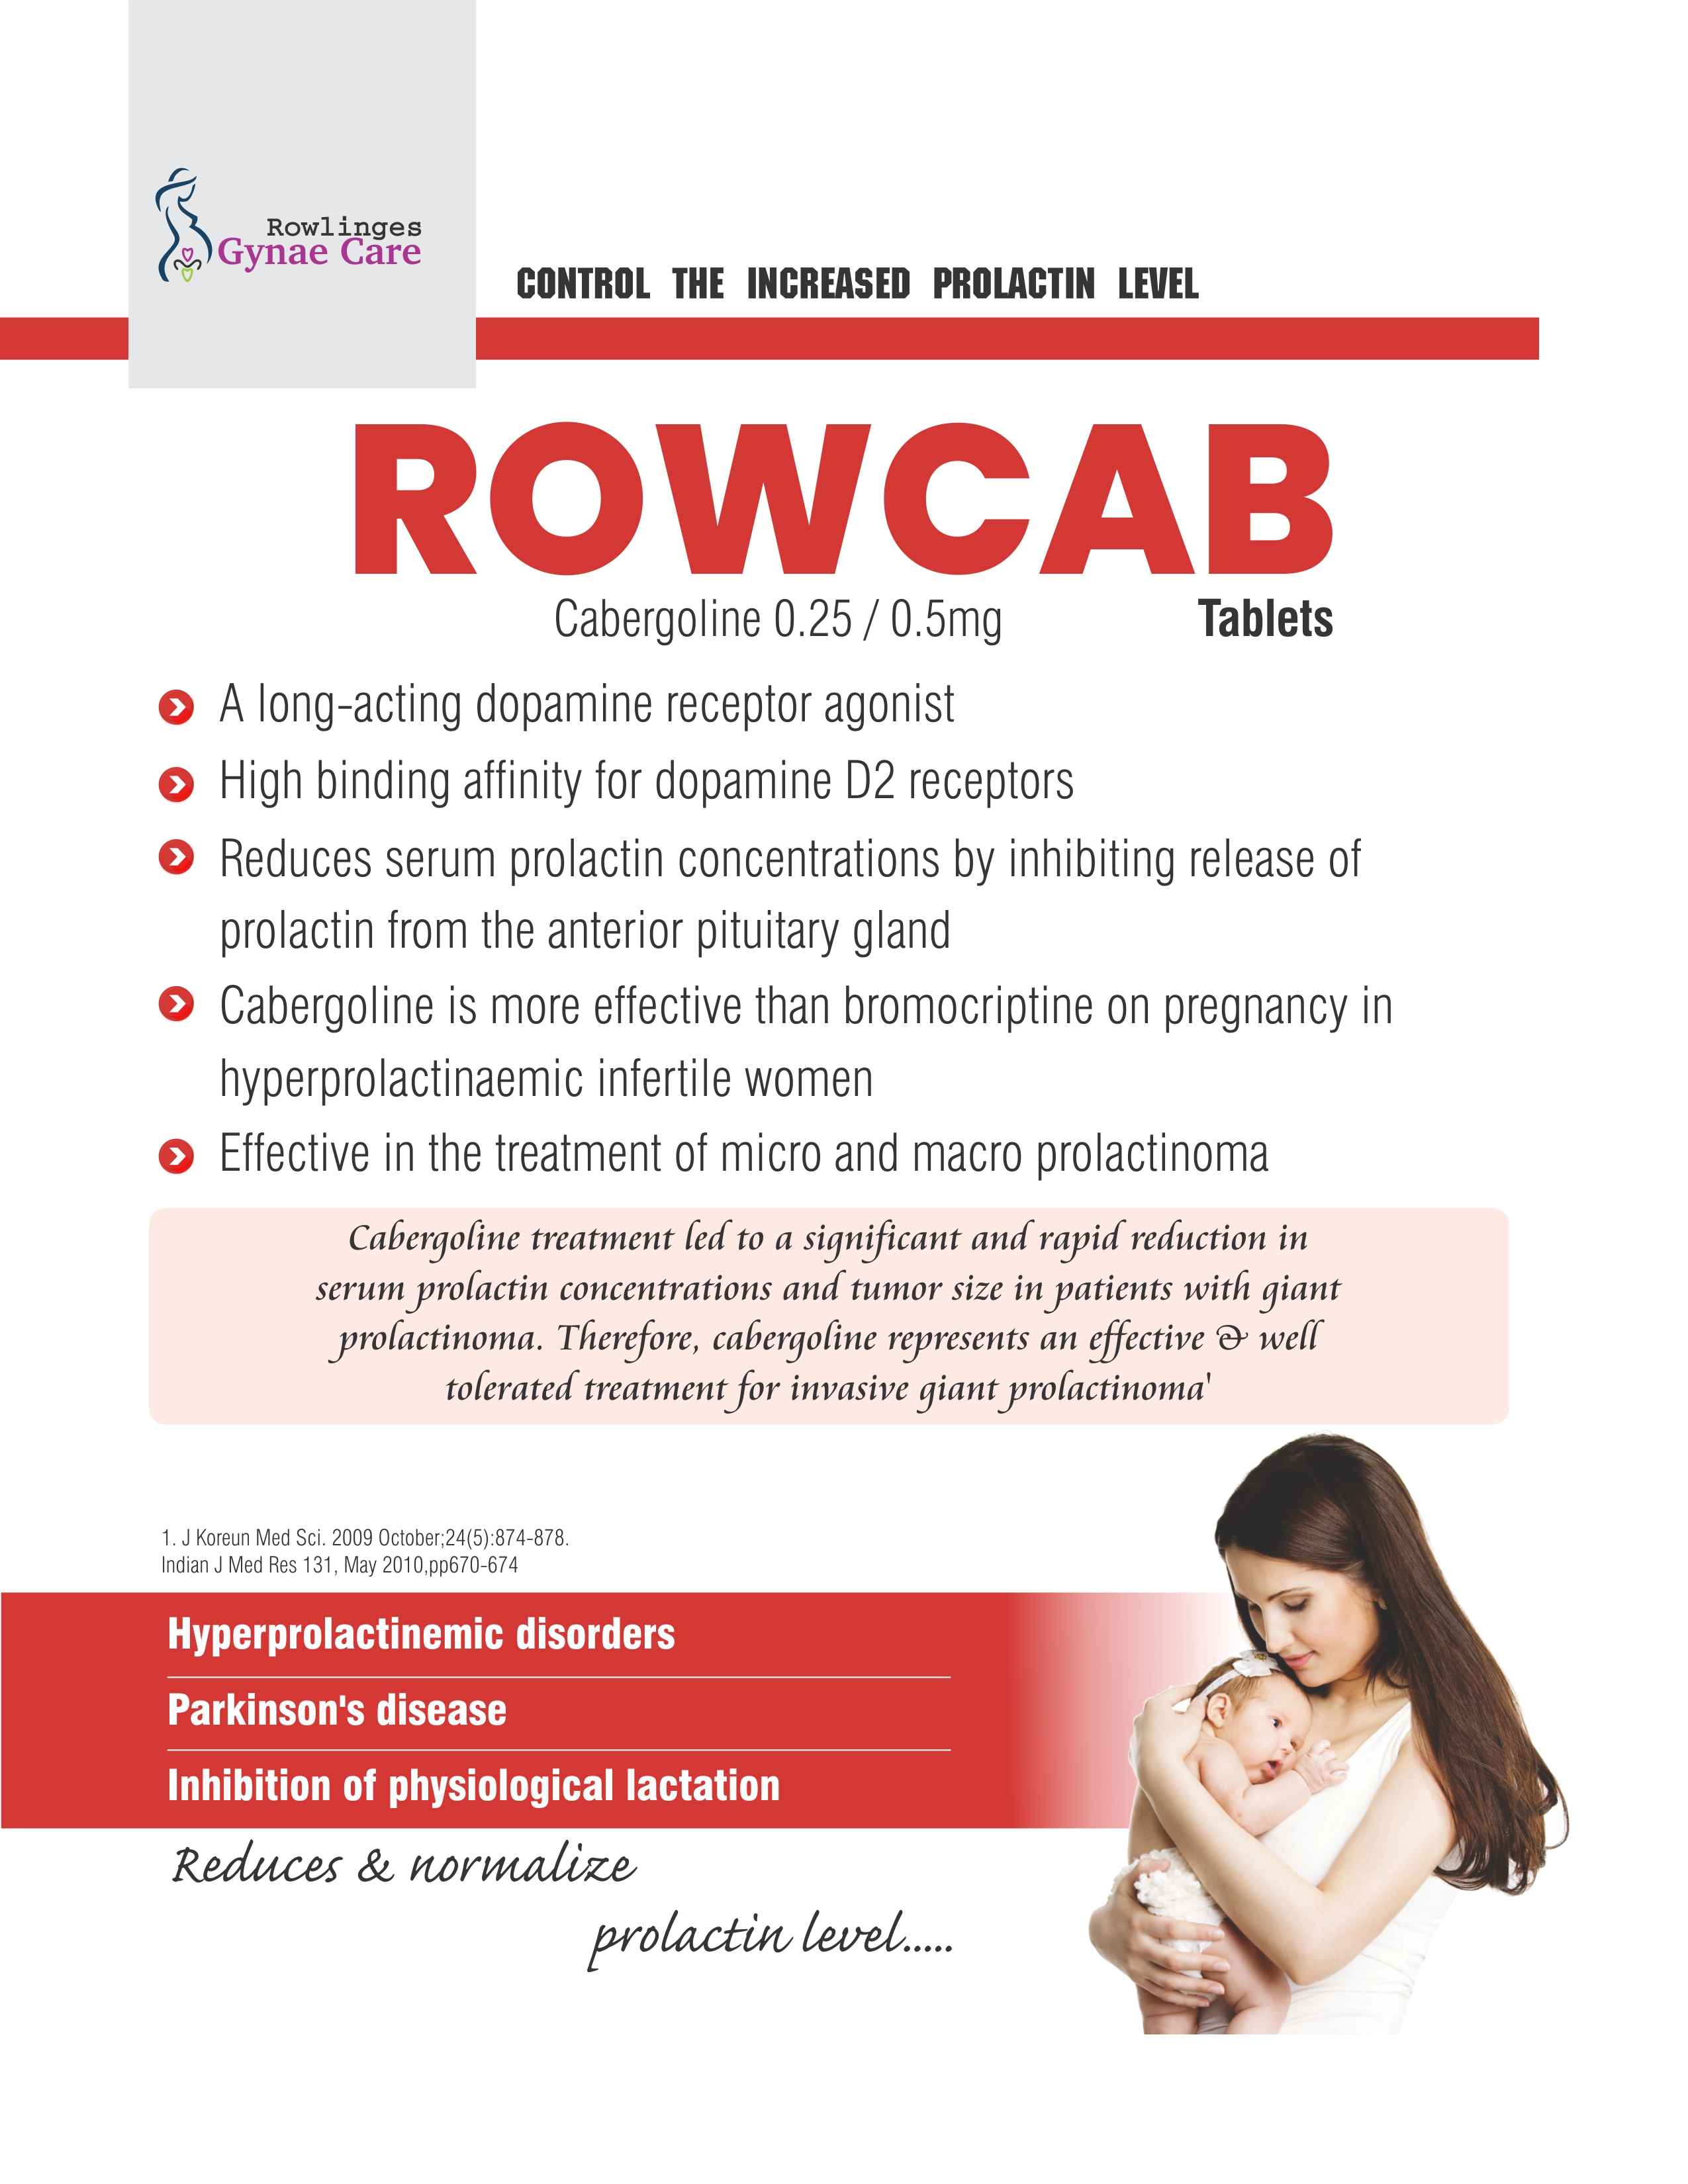 Rowlinges
Gynae Care
CONTROL THE INCREASED PROLACTIN LEVEL
ROWCAB
Cabergoline 0.25 / 0.5mg Tablets
A long-acting dopamine receptor agonist
High binding affinity for dopamine D2 receptors
Reduces serum prolactin concentrations by inhibiting release of
prolactin from the anterior pituitary gland
Cabergoline is more effective than bromocriptine on pregnancy in
hyperprolactinaemic infertile women
Effective in the treatment of micro and macro prolactinoma
Cabergoline treatment led to a significant and rapid reduction in
serum prolactin concentrations and tumor size in patients with giant
prolactinoma. Therefore, cabergoline represents an effective & well
tolerated treatment for invasive giant prolactinoma'
1. J Koreun Med Sci. 2009 October;24(5):874-878.
Indian J Med Res 131, May 2010,pp670-674
Hyperprolactinemic disorders
Parkinson's disease
Inhibition of physiological lactation
Reduces & normalize
prolactin level.....